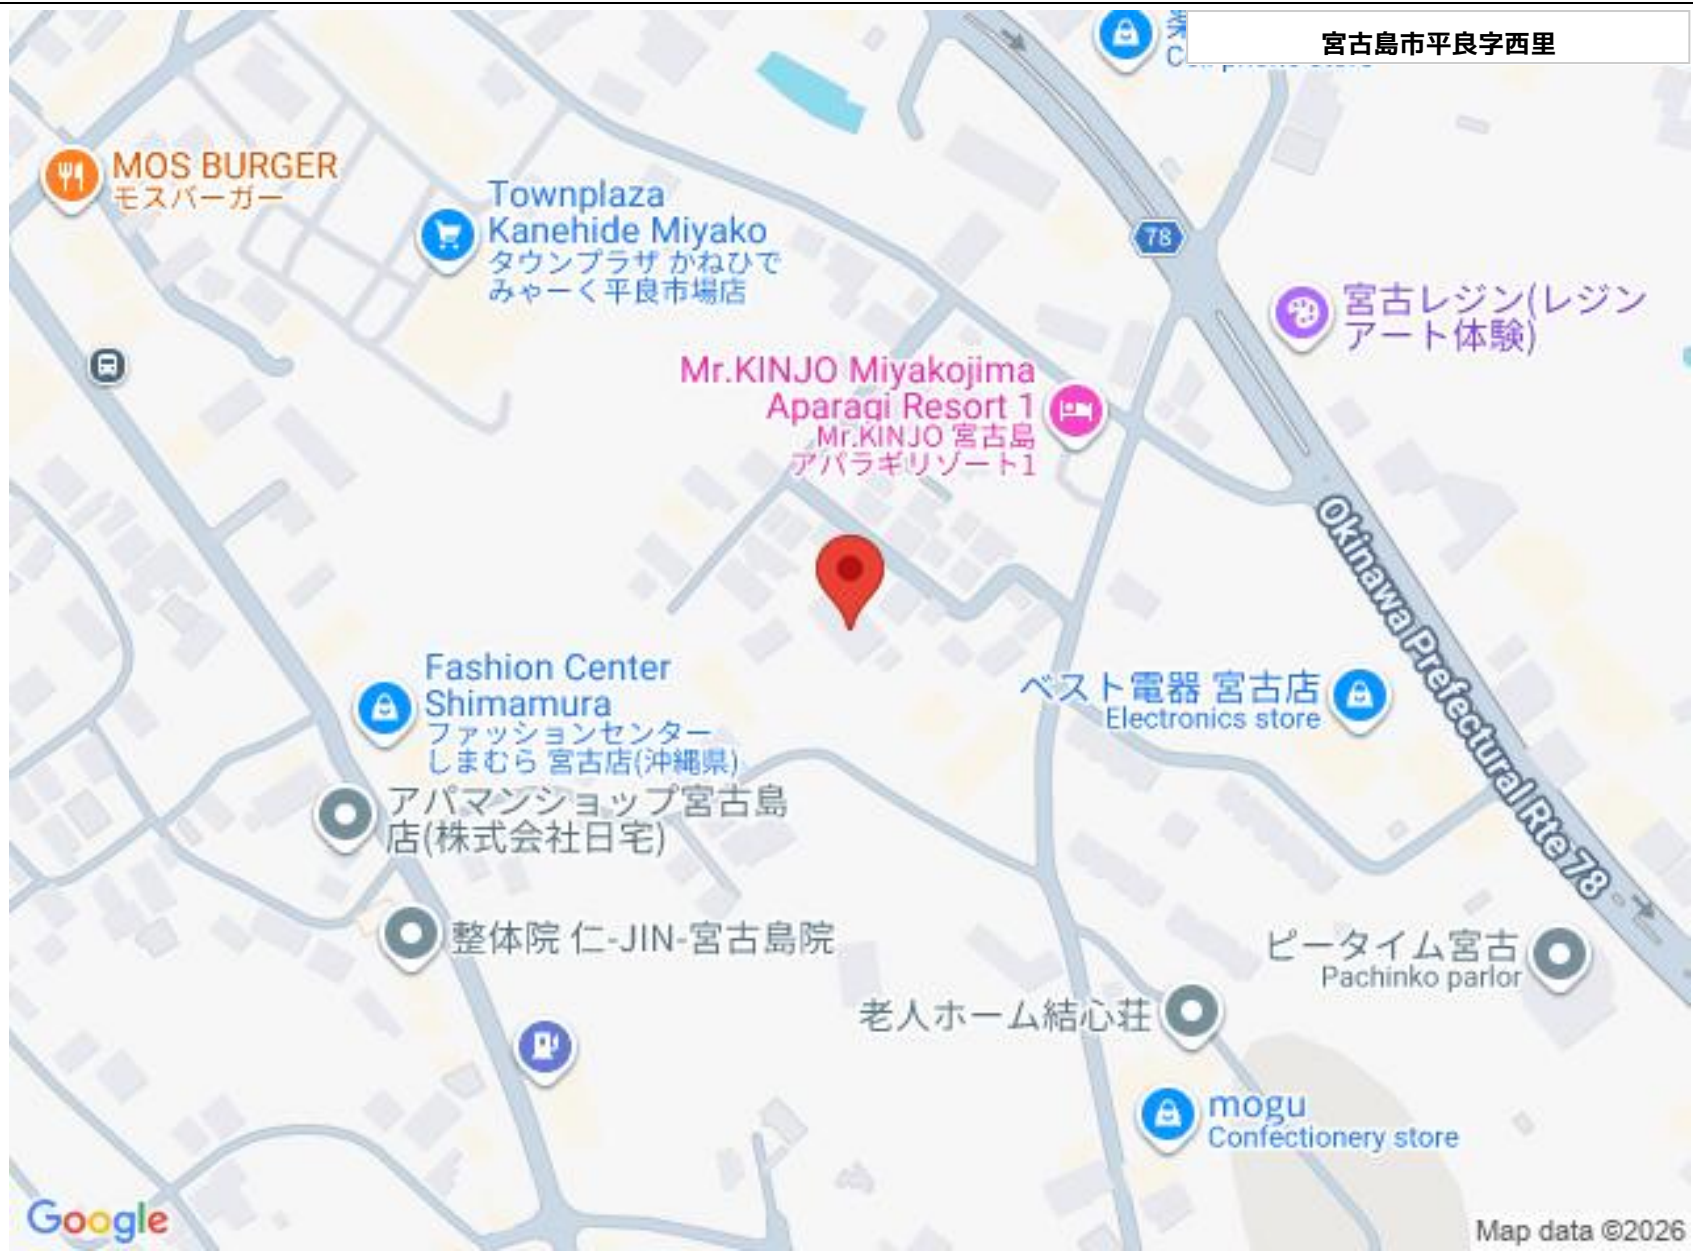 宮古島市平良字西里
MOS BURGER
モスバーガー
Townplaza
Kanehide Miyako
タウンプラザ かねひで
みゃーく平良市場店
78
宮古レジン(レジン
アート体験)
Mr.KINJO Miyakojima
Aparagi Resort 1
Mr.KINJO 宮古島
アパラギリゾート1
Okinawa Prefectural Rte 78
Fashion Center
Shimamura
ファッションセンター
しまむら 宮古店(沖縄県)
ベスト電器 宮古店
Electronics store
アパマンショップ宮古島
店(株式会社日宅)
整体院 仁-JIN-宮古島院
ピータイム宮古
Pachinko parlor
老人ホーム結心荘
mogu
Confectionery store
Google
Map data ©2026